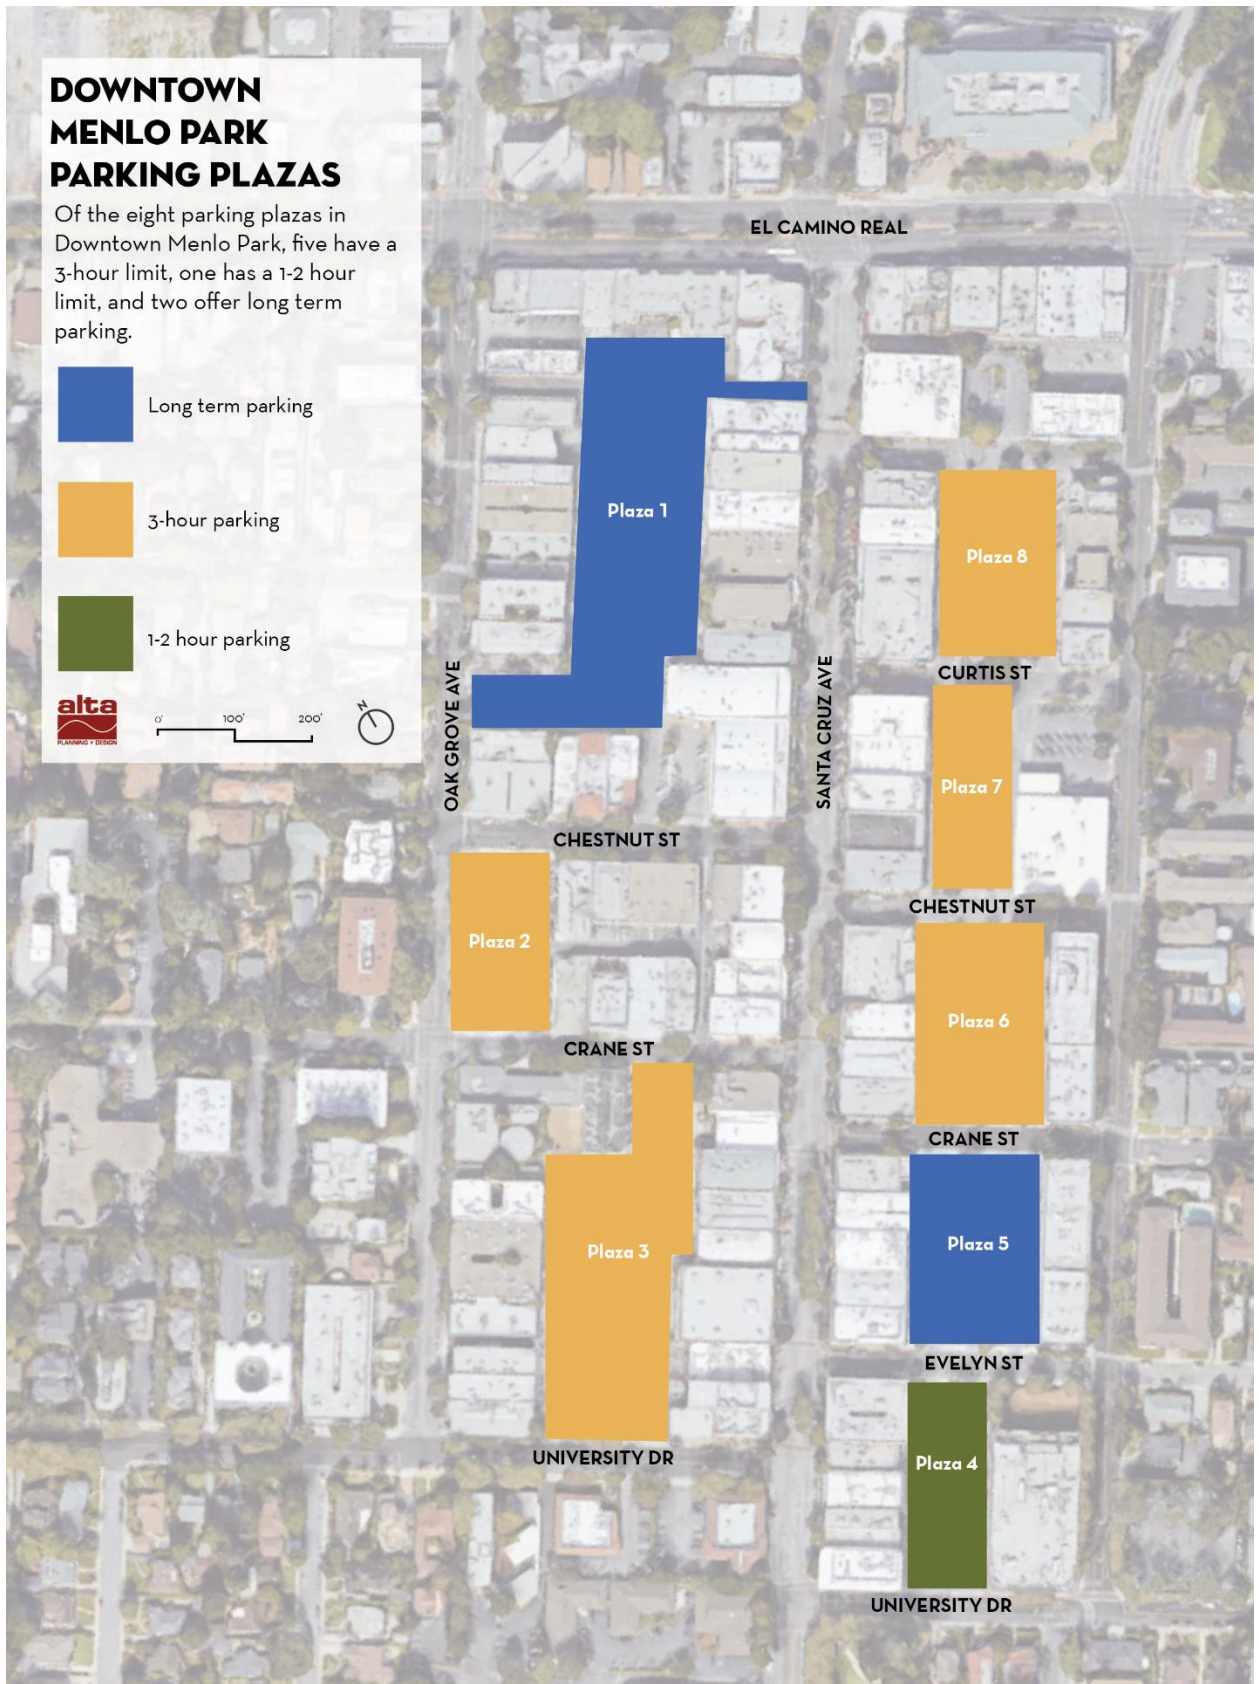 DOWNTOWN
MENLO PARK
PARKING PLAZAS
Of the eight parking plazas in
Downtown Menlo Park, five have a
3-hour limit, one has a 1-2 hour
limit, and two offer long term
parking.
Long term parking
3-hour parking
1-2 hour parking
alta
PLANNING + DESIGN
0' 100' 200'
N
EL CAMINO REAL
Plaza 1
Plaza 8
CURTIS ST
OAK GROVE AVE
SANTA CRUZ AVE
Plaza 7
CHESTNUT ST
CHESTNUT ST
Plaza 2
Plaza 6
CRANE ST
CRANE ST
Plaza 3
Plaza 5
EVELYN ST
UNIVERSITY DR
Plaza 4
UNIVERSITY DR